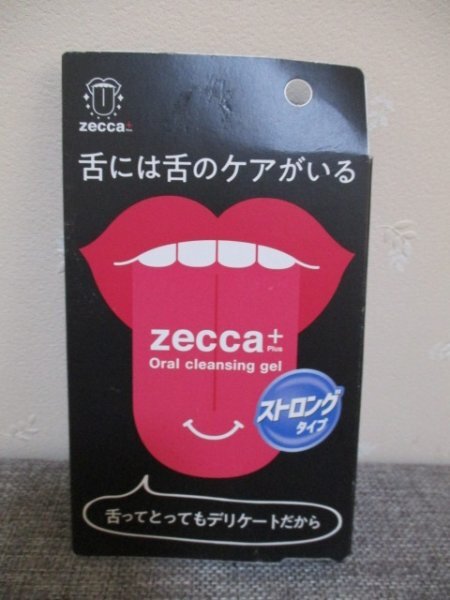 zecca+
Plus
舌には舌のケアがいる
zecca+
Plus
Oral cleansing gel
ストロング
タイプ
舌ってとってもデリケートだから